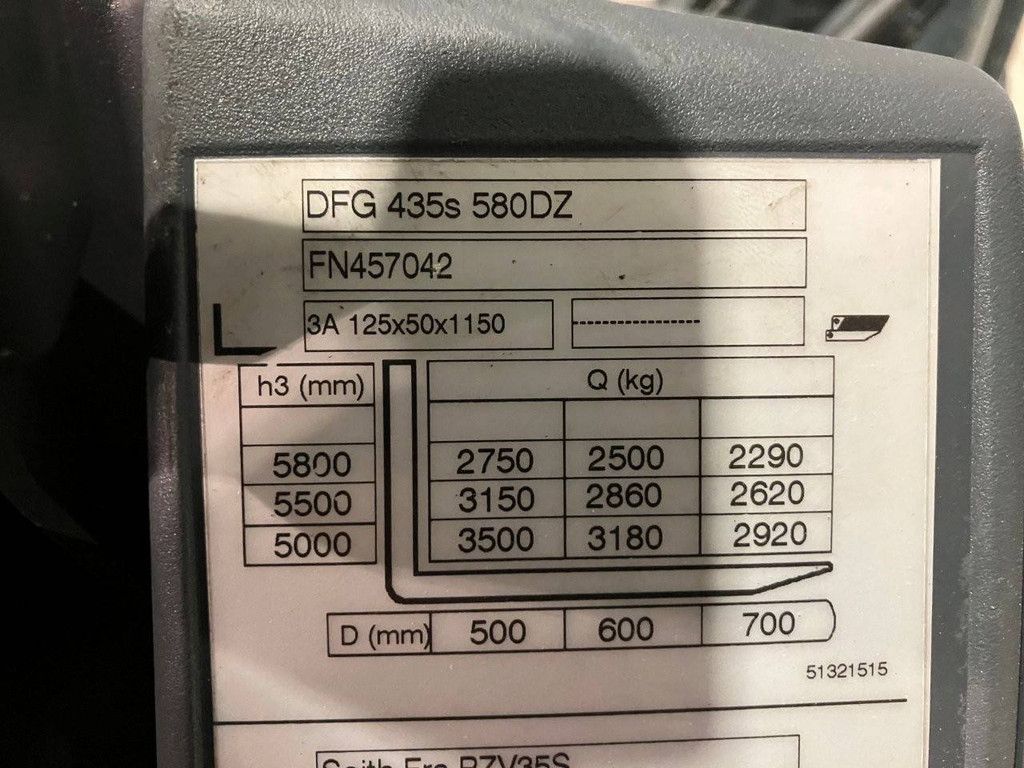 DFG 435s 580DZ
FN457042
3A 125x50x1150
h3 (mm) Q (kg)
5800 2750 2500 2290
5500 3150 2860 2620
5000 3500 3180 2920
D (mm) 500 600 700
51321515
RZV35S